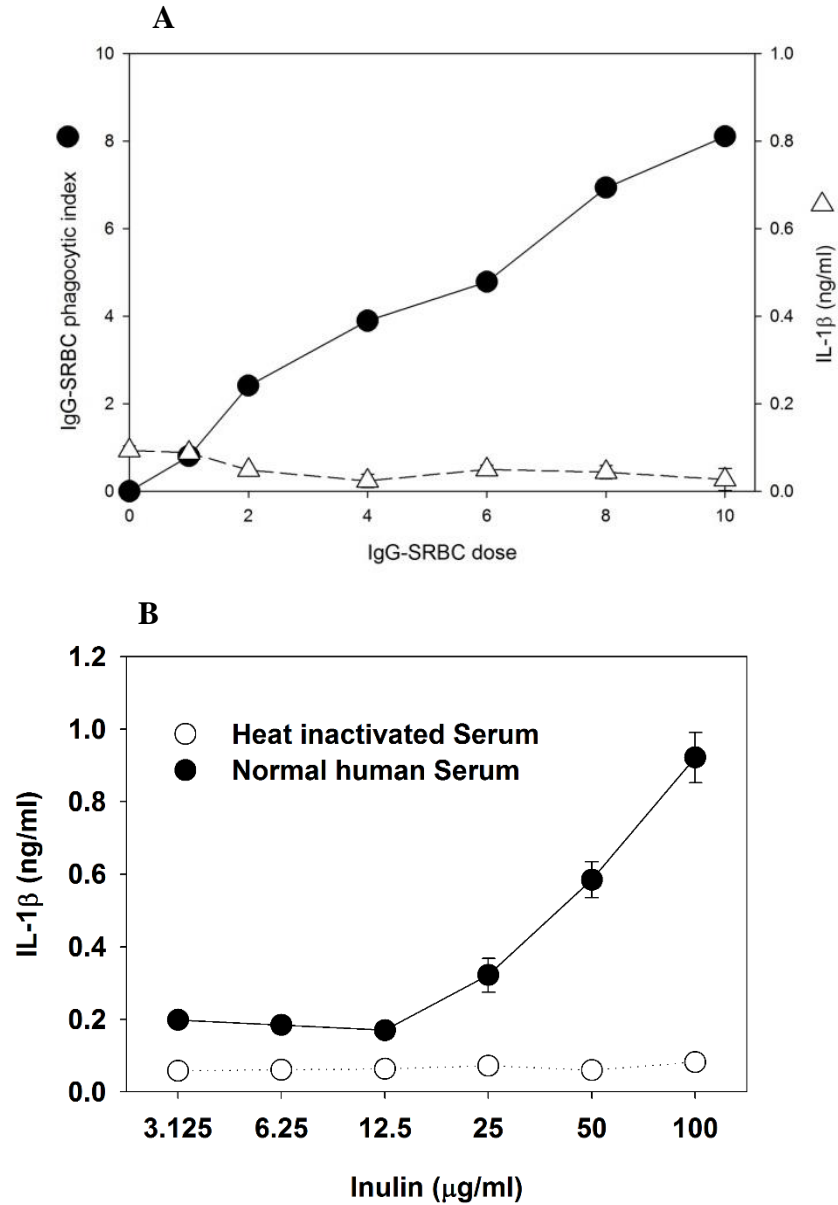 A
10
8
6
4
2
0
IgG-SRBC phagocytic index
1.0
0.8
0.6
0.4
0.2
0.0
IL-1β (ng/ml)
0 2 4 6 8 10
IgG-SRBC dose
B
1.2
1.0
0.8
0.6
0.4
0.2
0.0
IL-1β (ng/ml)
Heat inactivated Serum
Normal human Serum
3.125 6.25 12.5 25 50 100
Inulin (μg/ml)